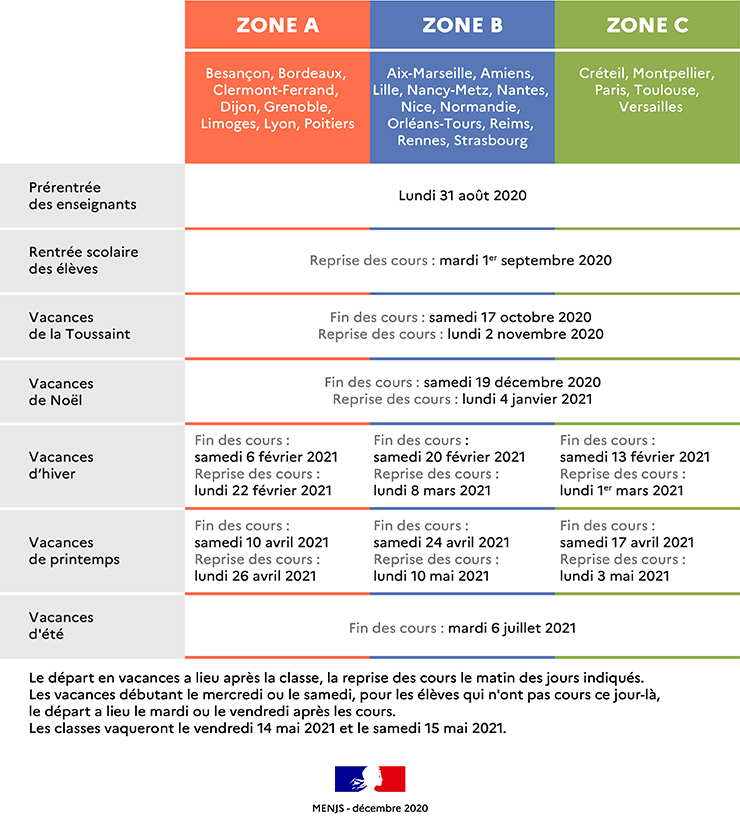 ZONE A
ZONE B
ZONE C
Besançon, Bordeaux,
Clermont-Ferrand,
Dijon, Grenoble,
Limoges, Lyon, Poitiers
Aix-Marseille, Amiens,
Lille, Nancy-Metz, Nantes,
Nice, Normandie,
Orléans-Tours, Reims,
Rennes, Strasbourg
Créteil, Montpellier,
Paris, Toulouse,
Versailles
Prérentrée
des enseignants
Lundi 31 août 2020
Rentrée scolaire
des élèves
Reprise des cours : mardi 1er septembre 2020
Vacances
de la Toussaint
Fin des cours : samedi 17 octobre 2020
Reprise des cours : lundi 2 novembre 2020
Vacances
de Noël
Fin des cours : samedi 19 décembre 2020
Reprise des cours : lundi 4 janvier 2021
Vacances
d’hiver
Fin des cours :
samedi 6 février 2021
Reprise des cours :
lundi 22 février 2021
Fin des cours :
samedi 20 février 2021
Reprise des cours :
lundi 8 mars 2021
Fin des cours :
samedi 13 février 2021
Reprise des cours :
lundi 1er mars 2021
Vacances
de printemps
Fin des cours :
samedi 10 avril 2021
Reprise des cours :
lundi 26 avril 2021
Fin des cours :
samedi 24 avril 2021
Reprise des cours :
lundi 10 mai 2021
Fin des cours :
samedi 17 avril 2021
Reprise des cours :
lundi 3 mai 2021
Vacances
d'été
Fin des cours : mardi 6 juillet 2021
Le départ en vacances a lieu après la classe, la reprise des cours le matin des jours indiqués.
Les vacances débutant le mercredi ou le samedi, pour les élèves qui n'ont pas cours ce jour-là,
le départ a lieu le mardi ou le vendredi après les cours.
Les classes vaqueront le vendredi 14 mai 2021 et le samedi 15 mai 2021.
MENJS - décembre 2020